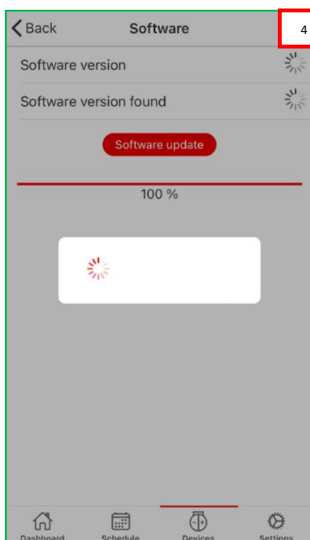 Back Software 4
Software version
Software version found
Software update
100 %
Dashboard Schedule Devices Settings